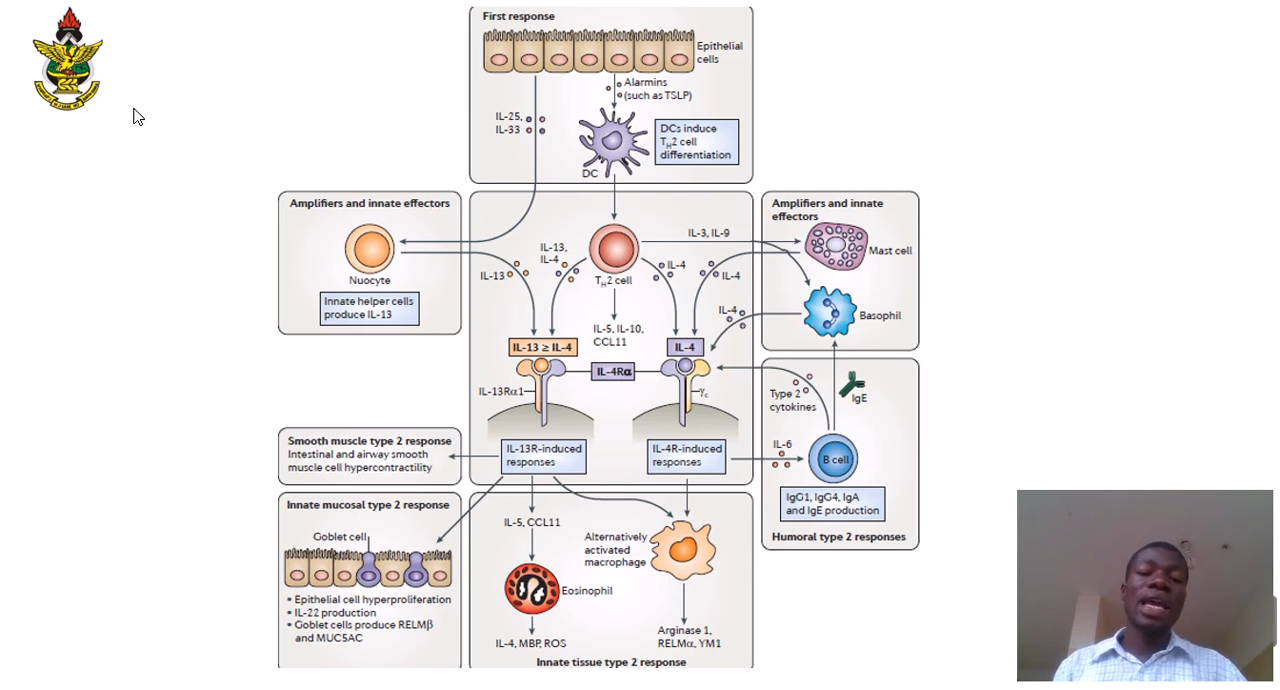 First response
Epithelial
cells
Alarmins
(such as TSLP)
IL-25,
IL-33
DCs induce
TH2 cell
differentiation
DC
Amplifiers and innate effectors
Nuocyte
Innate helper cells
produce IL-13
IL-13
IL-13,
IL-4
TH2 cell
IL-3, IL-9
IL-4
IL-4
IL-4
IL-5, IL-10,
CCL11
IL-13 ≥ IL-4
IL-4
IL-4Rα
IL-13Rα1
γc
IL-13R-induced
responses
IL-4R-induced
responses
Amplifiers and innate
effectors
Mast cell
Basophil
IgE
Type 2
cytokines
IL-6
B cell
IgG1, IgG4, IgA
and IgE production
Humoral type 2 responses
Smooth muscle type 2 response
Intestinal and airway smooth
muscle cell hypercontractility
Innate mucosal type 2 response
Goblet cell
• Epithelial cell hyperproliferation
• IL-22 production
• Goblet cells produce RELMβ
and MUC5AC
IL-5, CCL11
Eosinophil
IL-4, MBP, ROS
Alternatively
activated
macrophage
Arginase 1,
RELMα, YM1
Innate tissue type 2 response